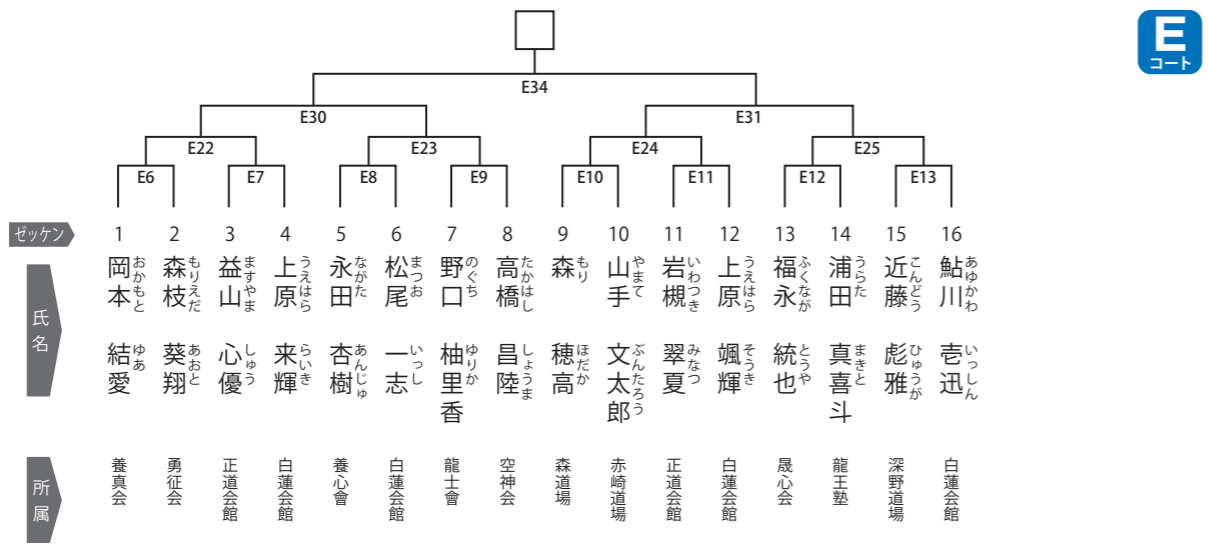 E
コート
E34
E30
E31
E22
E23
E24
E25
E6
E7
E8
E9
E10
E11
E12
E13
ゼッケン
1 2 3 4 5 6 7 8 9 10 11 12 13 14 15 16
氏名
岡本 結愛
おかもと ゆあ
森枝 葵翔
もりえだ あおと
益山 心優
ますやま しゅう
上原 来輝
うえはら らいき
永田 杏樹
ながた あんじゅ
松尾 一志
まつお いっし
野口 柚里香
のぐち ゆりか
高橋 昌陸
たかはし しょうま
森 穂高
もり ほだか
山手 文太郎
やまて ぶんたろう
岩槻 翠夏
いわつき みなつ
上原 颯輝
うえはら そうき
福永 統也
ふくなが とうや
浦田 真喜斗
うらた まきと
近藤 彪雅
こんどう ひゅうが
鮎川 壱迅
あゆかわ いっしん
所属
養真会
勇征会
正道会館
白蓮会館
養心會
白蓮会館
龍士會
空神会
森道場
赤崎道場
正道会館
白蓮会館
晟心会
龍王塾
深野道場
白蓮会館